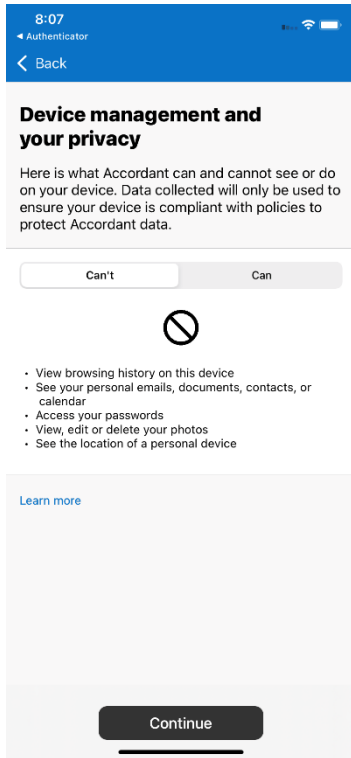 8:07
◀ Authenticator
Back
Device management and
your privacy
Here is what Accordant can and cannot see or do
on your device. Data collected will only be used to
ensure your device is compliant with policies to
protect Accordant data.
Can't
Can
• View browsing history on this device
• See your personal emails, documents, contacts, or
calendar
• Access your passwords
• View, edit or delete your photos
• See the location of a personal device
Learn more
Continue